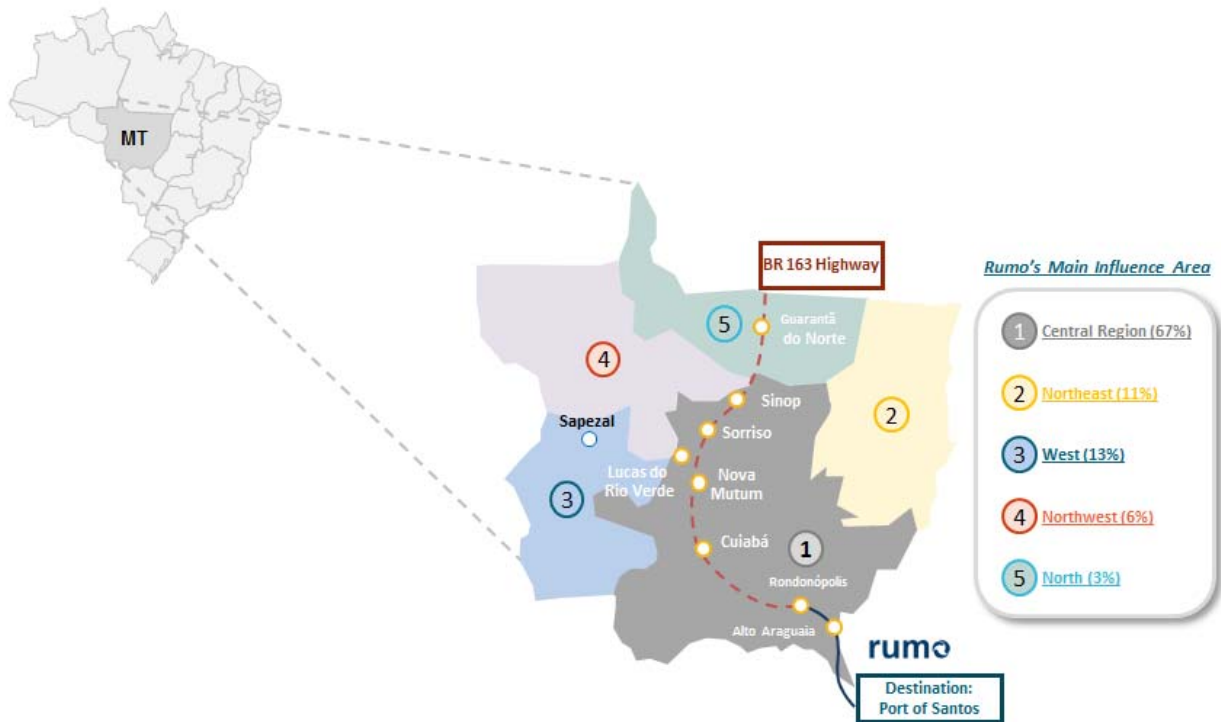 MT
BR 163 Highway
Guarantã
do Norte
5
4
Sinop
2
Sapezal
Sorriso
Lucas do
Rio Verde
Nova
Mutum
3
Cuiabá
1
Rondonópolis
Alto Araguaia
rumo
Destination:
Port of Santos
Rumo's Main Influence Area
1 Central Region (67%)
2 Northeast (11%)
3 West (13%)
4 Northwest (6%)
5 North (3%)